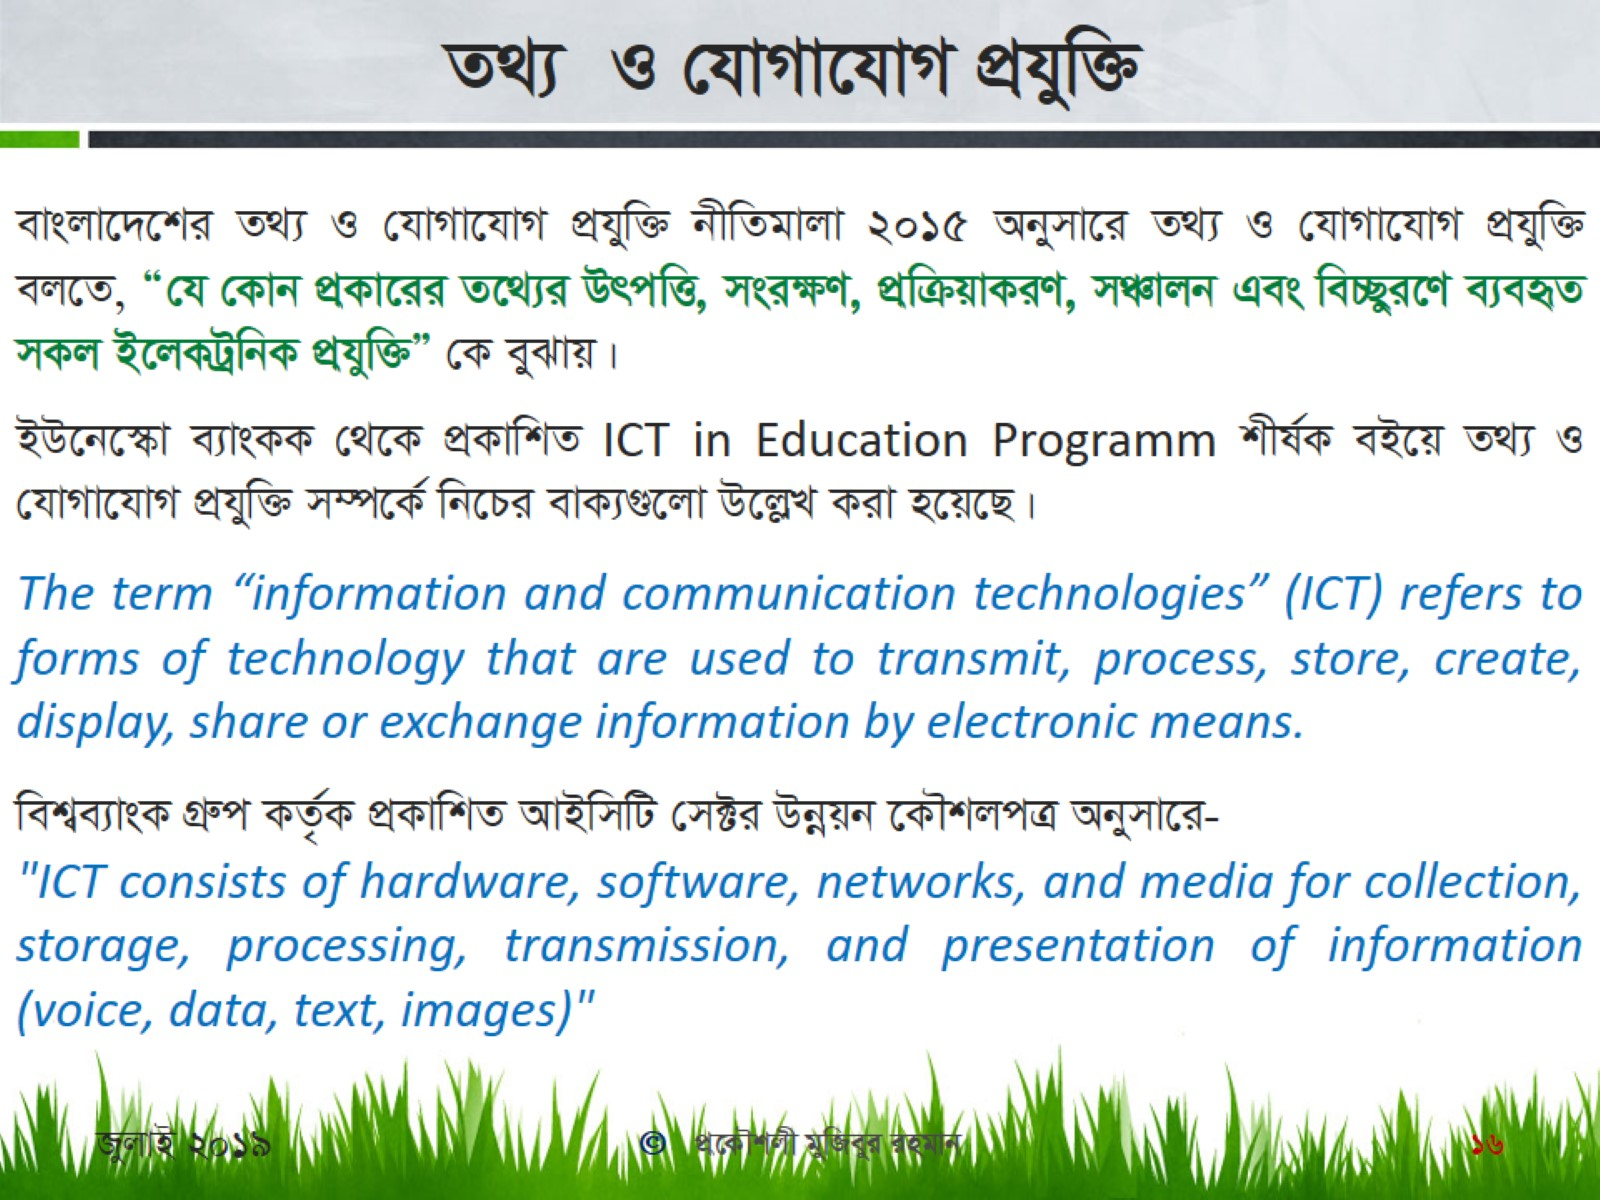 তথ্য ও যোগাযোগ প্রযুক্তি
বাংলাদেশের তথ্য ও যোগাযোগ প্রযুক্তি নীতিমালা ২০১৫ অনুসারে তথ্য ও যোগাযোগ প্রযুক্তি
বলতে, “যে কোন প্রকারের তথ্যের উৎপত্তি, সংরক্ষণ, প্রক্রিয়াকরণ, সঞ্চালন এবং বিচ্ছুরণে ব্যবহৃত
সকল ইলেকট্রনিক প্রযুক্তি” কে বুঝায়।
ইউনেস্কো ব্যাংকক থেকে প্রকাশিত ICT in Education Programm শীর্ষক বইয়ে তথ্য ও
যোগাযোগ প্রযুক্তি সম্পর্কে নিচের বাক্যগুলো উল্লেখ করা হয়েছে।
The term “information and communication technologies” (ICT) refers to
forms of technology that are used to transmit, process, store, create,
display, share or exchange information by electronic means.
বিশ্বব্যাংক গ্রুপ কর্তৃক প্রকাশিত আইসিটি সেক্টর উন্নয়ন কৌশলপত্র অনুসারে-
"ICT consists of hardware, software, networks, and media for collection,
storage, processing, transmission, and presentation of information
(voice, data, text, images)"
জুলাই ২০১৯ © প্রকৌশলী মুজিবুর রহমান ১৬